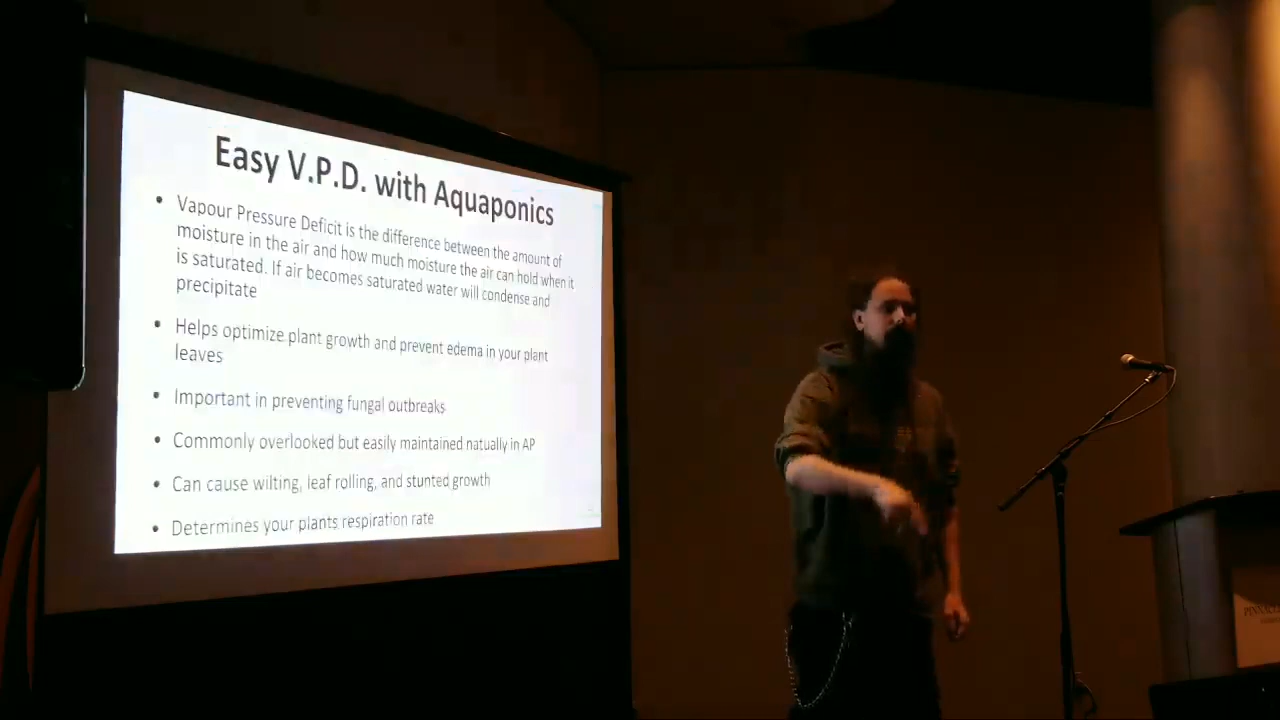 Easy V.P.D. with Aquaponics
• Vapour Pressure Deficit is the difference between the amount of
moisture in the air and how much moisture the air can hold when it
is saturated. If air becomes saturated water will condense and
precipitate
• Helps optimize plant growth and prevent edema in your plant
leaves
• Important in preventing fungal outbreaks
• Commonly overlooked but easily maintained natually in AP
• Can cause wilting, leaf rolling, and stunted growth
• Determines your plants respiration rate